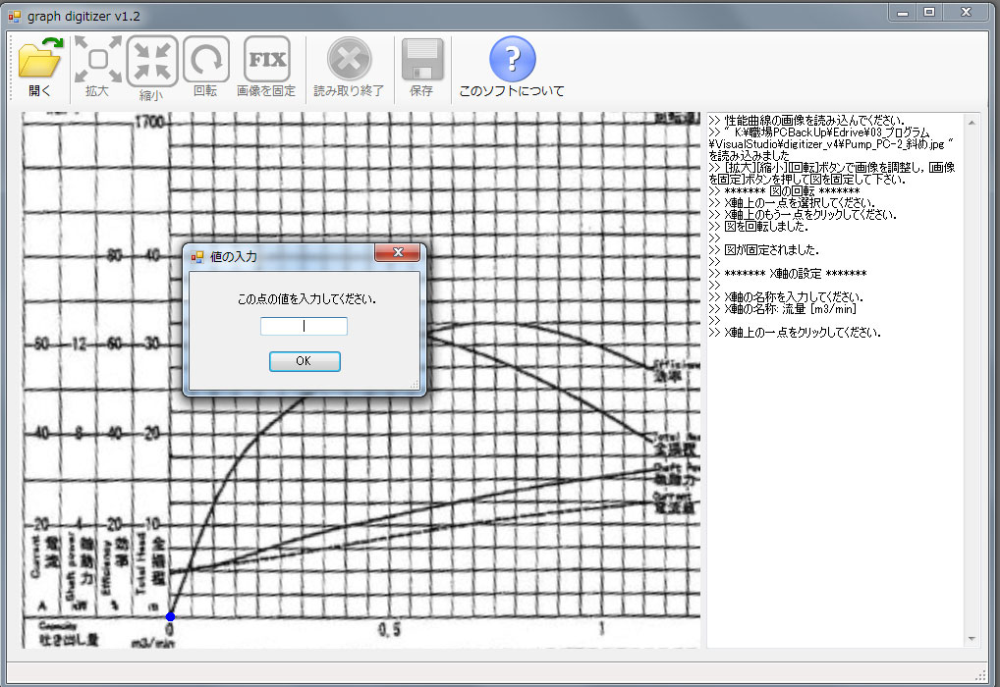 graph digitizer v1.2
開く
拡大
縮小
回転
FIX
画像を固定
読み取り終了
保存
?
このソフトについて
>> 性能曲線の画像を読み込んでください.
>> " K:¥職場PCBackUp¥Edrive¥03_プログラム
¥VisualStudio¥digitizer_v4¥Pump_PC-2_斜め.jpg "
を読み込みました
>> [拡大][縮小][回転]ボタンで画像を調整し, [画像
を固定]ボタンを押して図を固定して下さい.
>> ******* 図の回転 *******
>> X軸上の一点を選択してください.
>> X軸上のもう一点をクリックしてください.
>> 図を回転しました.
>>
>> 図が固定されました.
>>
>> ******* X軸の設定 *******
>>
>> X軸の名称を入力してください.
>> X軸の名称: 流量 [m3/min]
>>
>> X軸上の一点をクリックしてください.
値の入力
この点の値を入力してください.
OK
1700
80 40
60 12 60 30
40 8 40 20
20 4 20 10
Current
電流
A
Shaft power
軸動力
kW
Efficiency
効率
%
Total Head
全揚程
m
効率
全揚程
軸動力
Current
電流値
Capacity
吐き出し量
m3/min
0
0,5
1